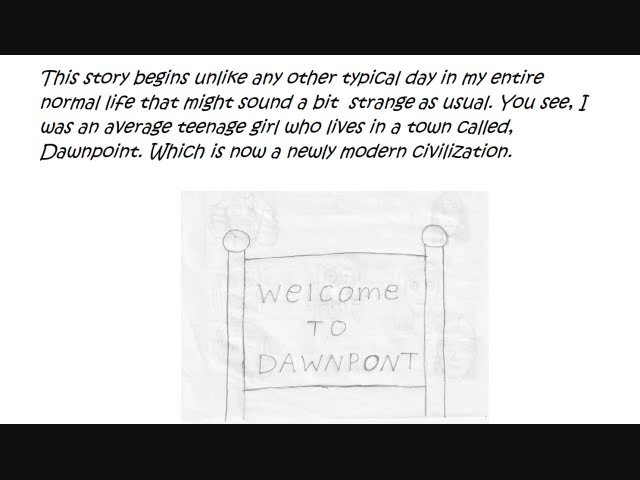 This story begins unlike any other typical day in my entire
normal life that might sound a bit strange as usual. You see, I
was an average teenage girl who lives in a town called,
Dawnpoint. Which is now a newly modern civilization.
Welcome
TO
DAWNPONT